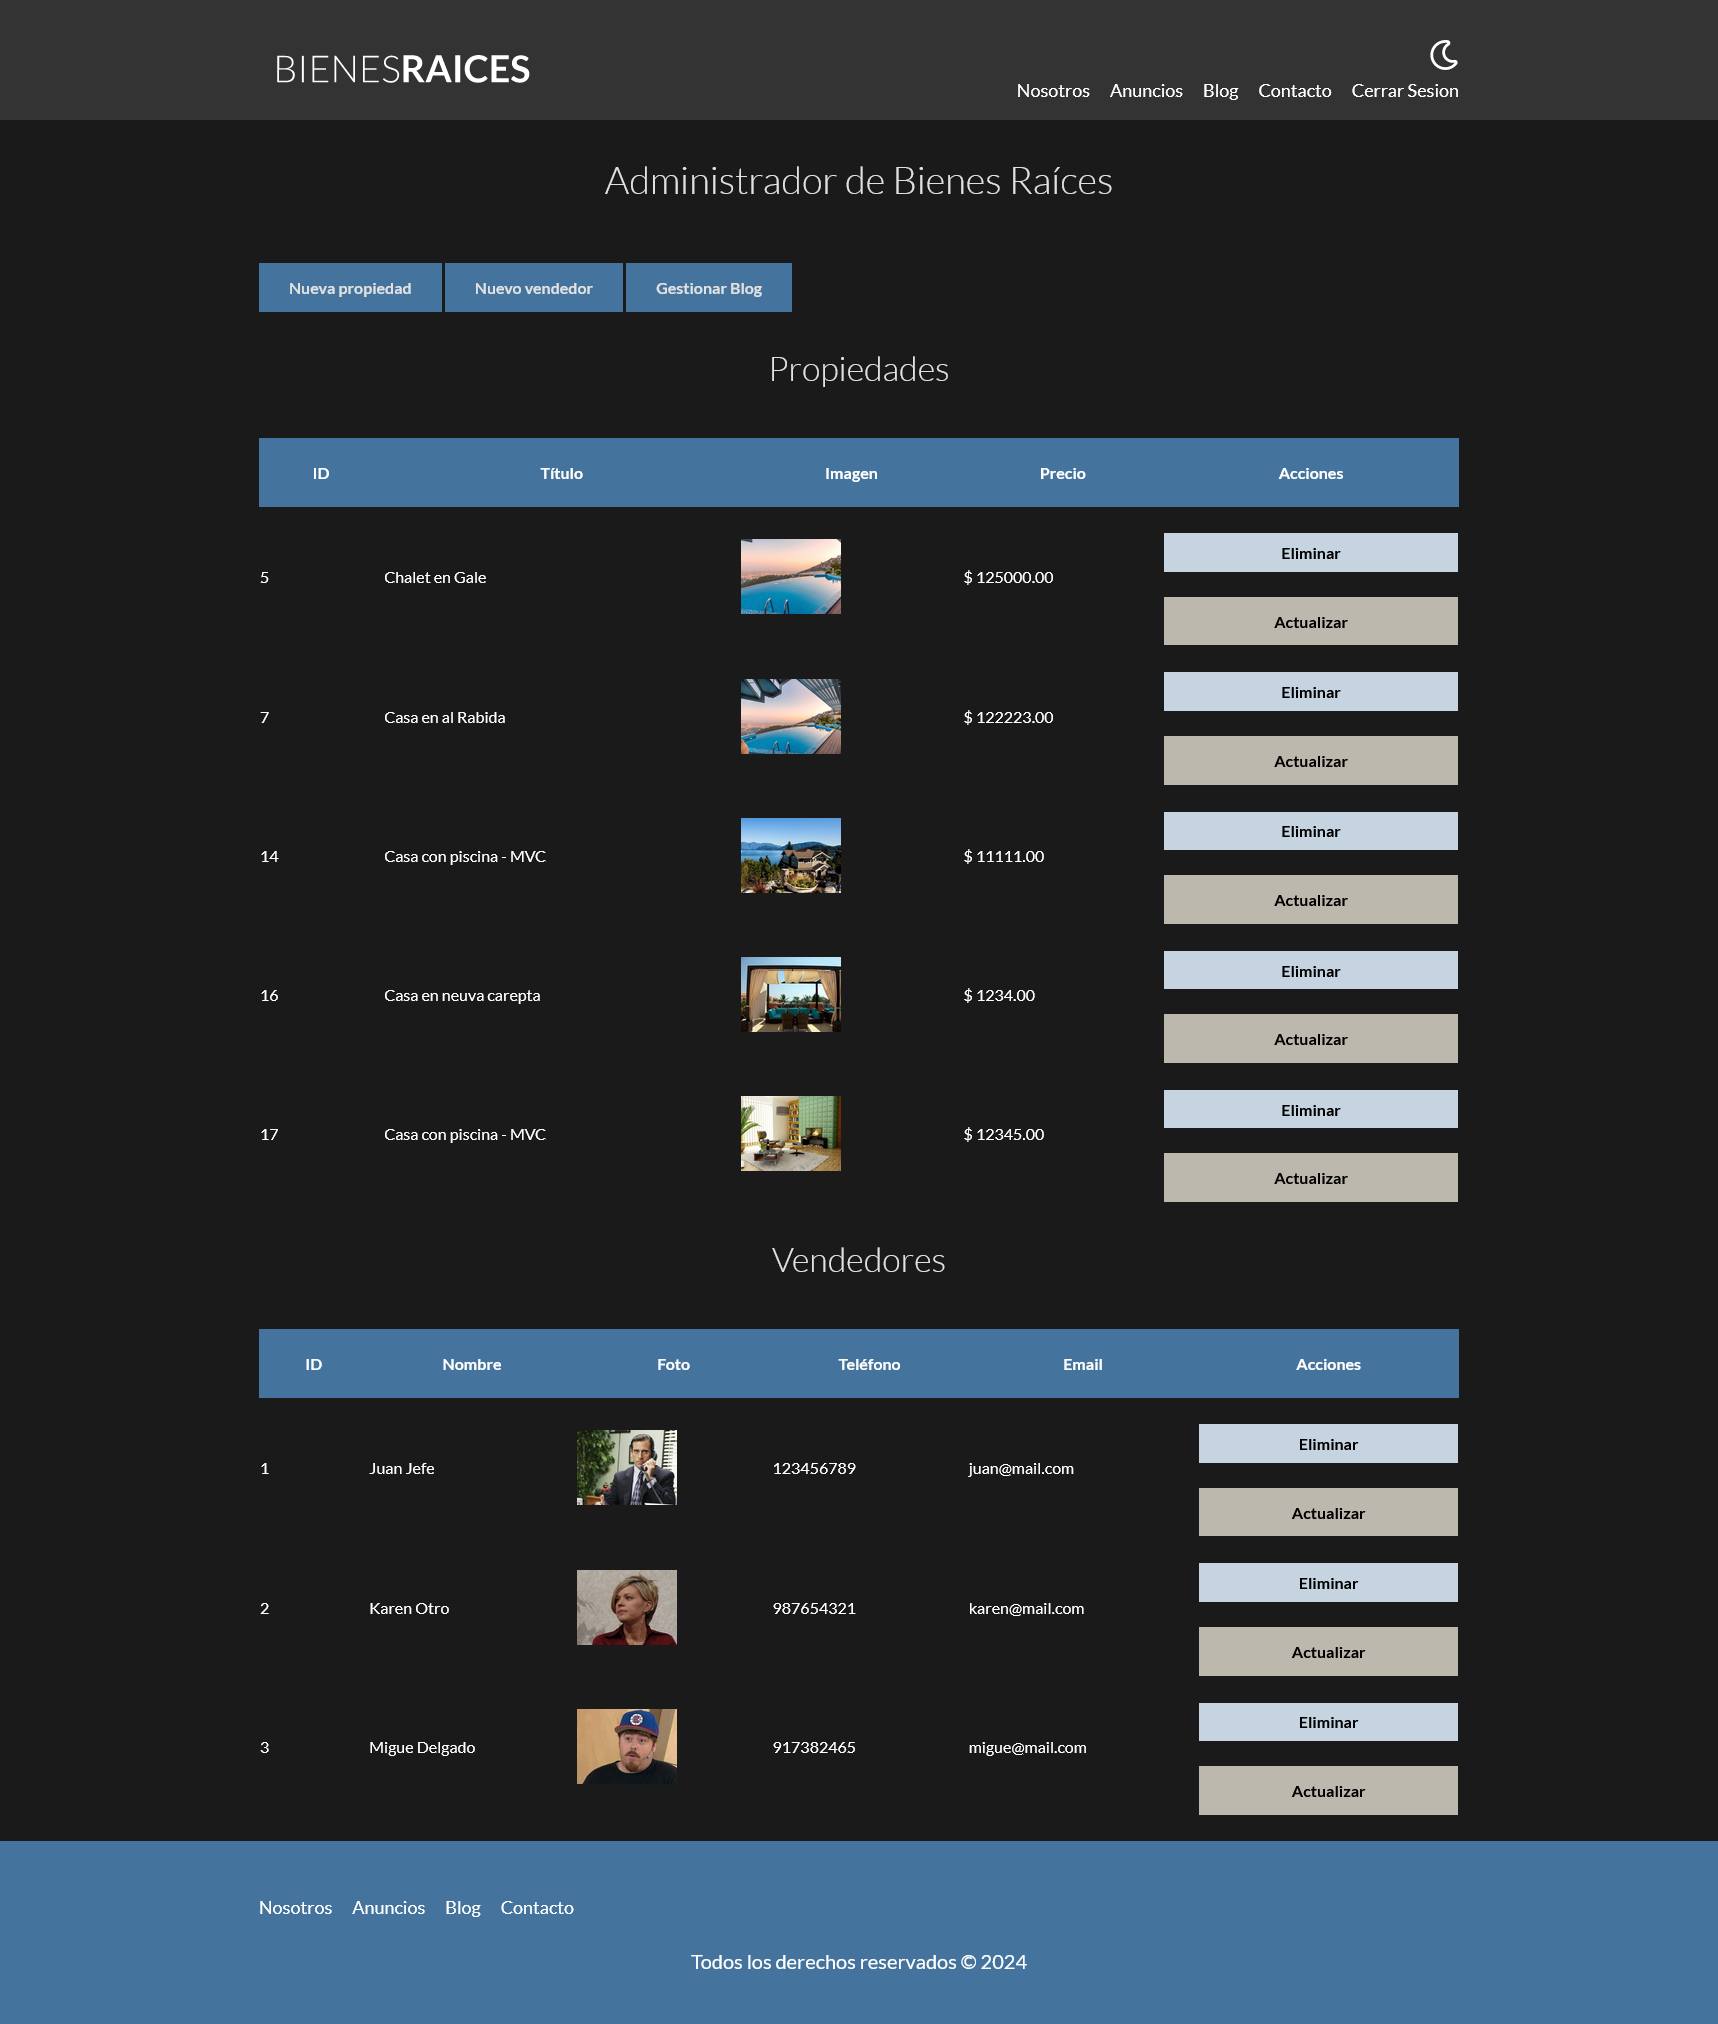 BIENESRAICES
Nosotros Anuncios Blog Contacto Cerrar Sesion
Administrador de Bienes Raíces
Nueva propiedad Nuevo vendedor Gestionar Blog
Propiedades
ID Título Imagen Precio Acciones
5 Chalet en Gale $ 125000.00
Eliminar
Actualizar
7 Casa en al Rabida $ 122223.00
Eliminar
Actualizar
14 Casa con piscina - MVC $ 11111.00
Eliminar
Actualizar
16 Casa en neuva carepta $ 1234.00
Eliminar
Actualizar
17 Casa con piscina - MVC $ 12345.00
Eliminar
Actualizar
Vendedores
ID Nombre Foto Teléfono Email Acciones
1 Juan Jefe 123456789 juan@mail.com
Eliminar
Actualizar
2 Karen Otro 987654321 karen@mail.com
Eliminar
Actualizar
3 Migue Delgado 917382465 migue@mail.com
Eliminar
Actualizar
Nosotros Anuncios Blog Contacto
Todos los derechos reservados © 2024